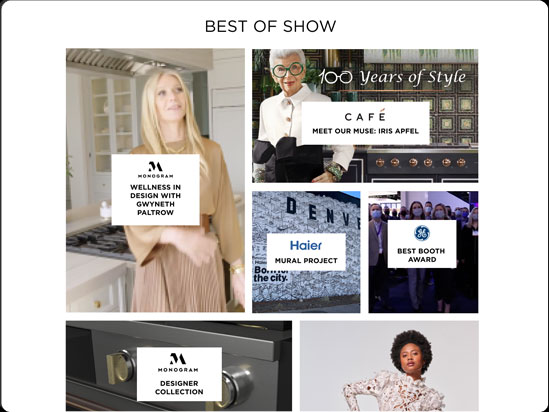 BEST OF SHOW
MONOGRAM
WELLNESS IN
DESIGN WITH
GWYNETH
PALTROW
100 Years of Style
CAFÉ
MEET OUR MUSE: IRIS APFEL
DENVE
Haier
MURAL PROJECT
the city.
GE
BEST BOOTH
AWARD
MONOGRAM
DESIGNER
COLLECTION